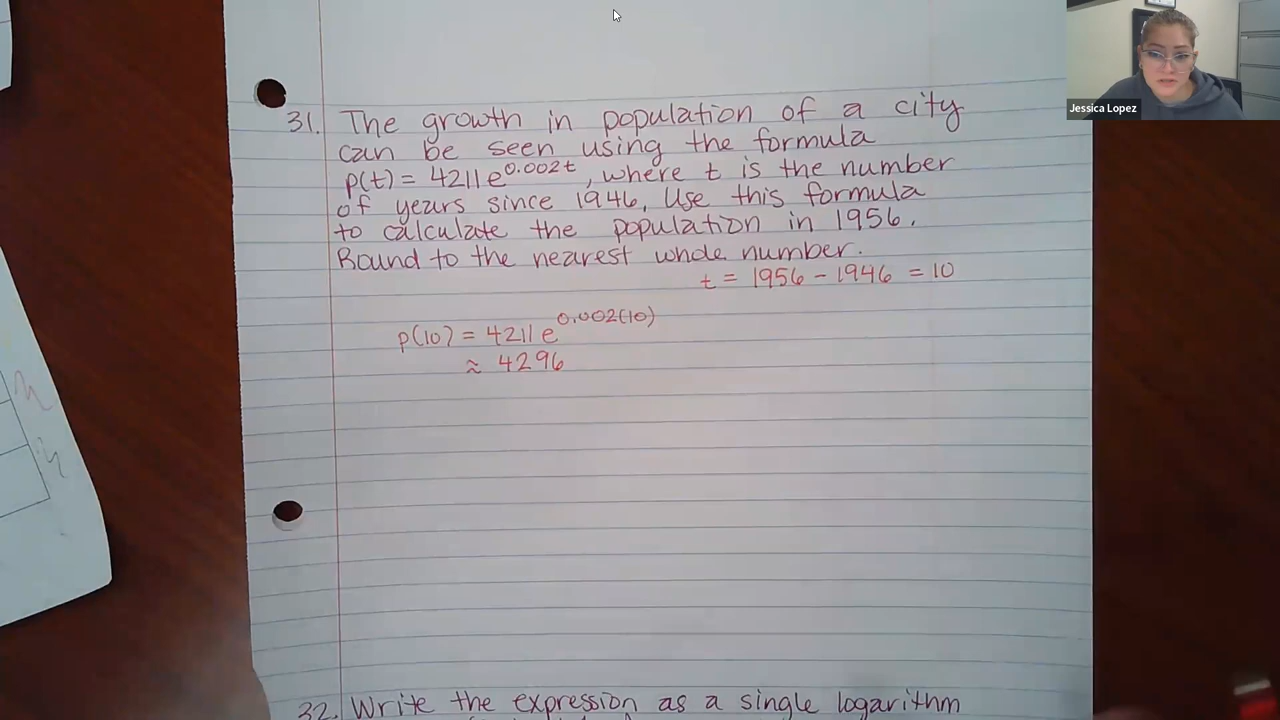 31. The growth in population of a city
can be seen using the formula
p(t) = 4211 e^0.002t, where t is the number
of years since 1946. Use this formula
to calculate the population in 1956.
Round to the nearest whole number.
t = 1956 - 1946 = 10
p(10) = 4211 e^0.002(10)
≈ 4296
32. Write the expression as a single logarithm
Jessica Lopez